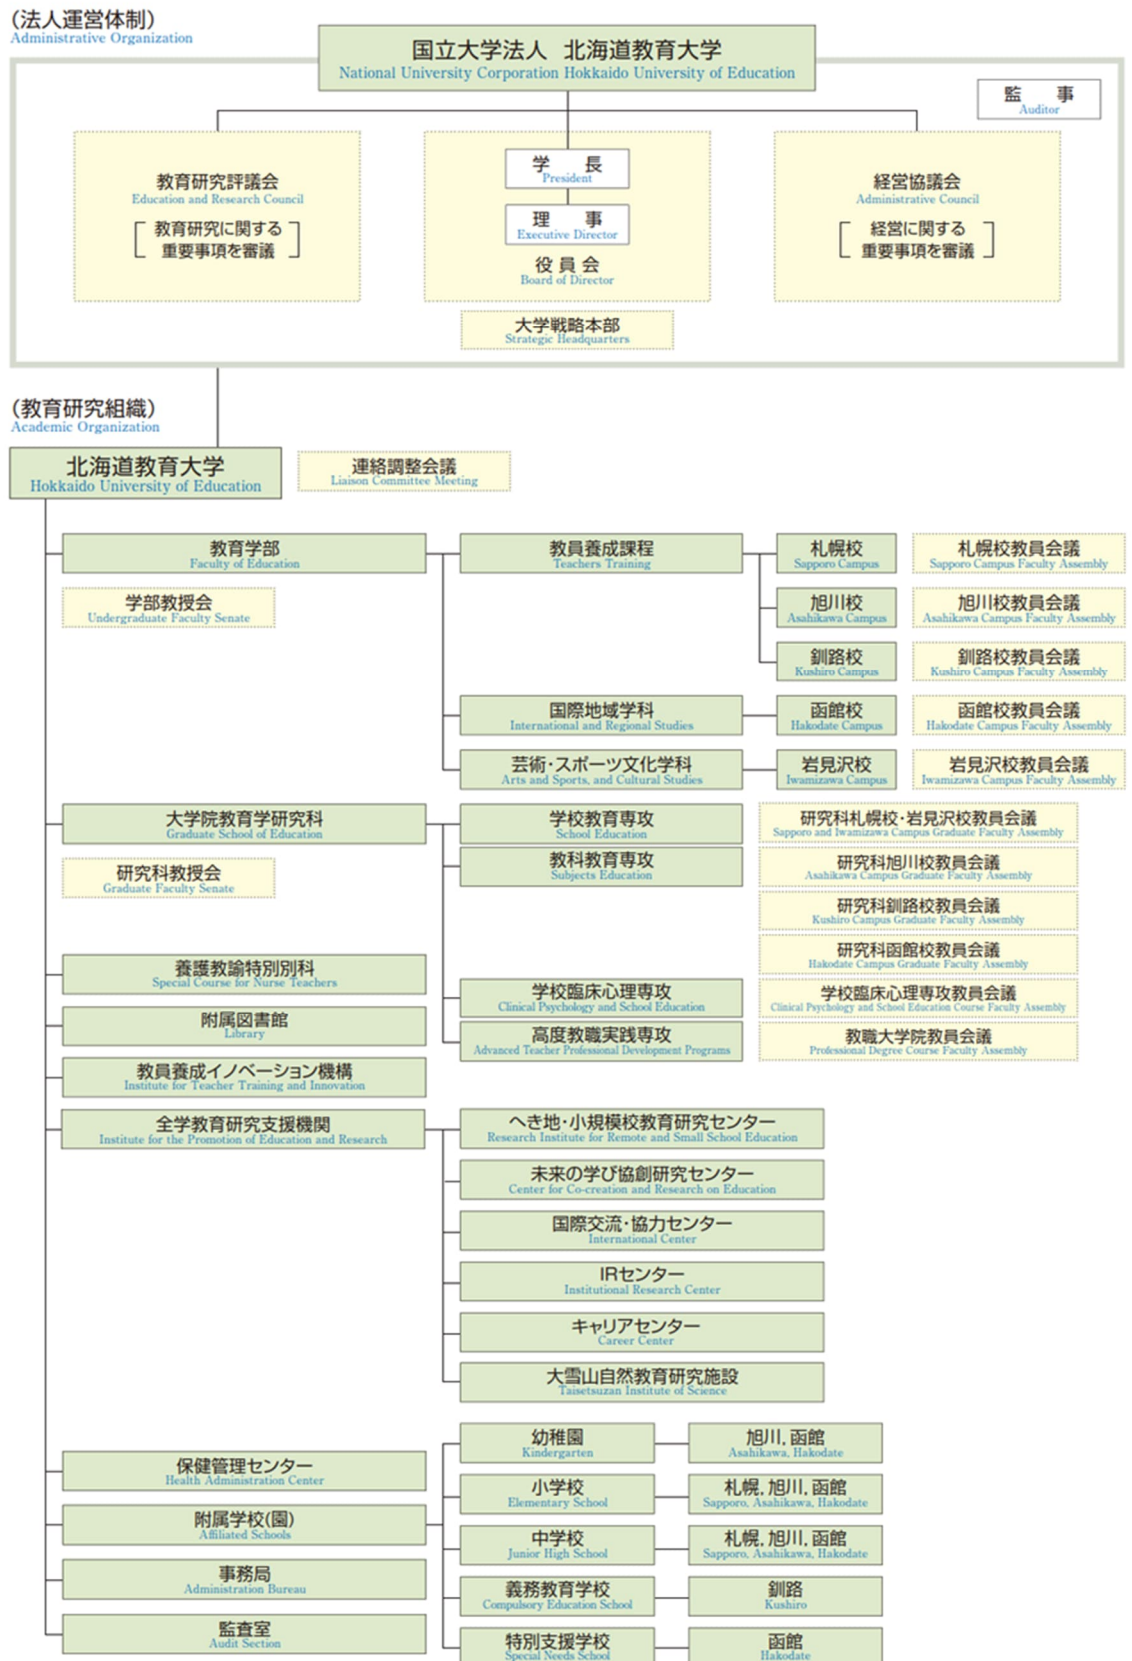 （法人運営体制）
Administrative Organization
国立大学法人 北海道教育大学
National University Corporation Hokkaido University of Education
監 事
Auditor
教育研究評議会
Education and Research Council
教育研究に関する
重要事項を審議
学 長
President
理 事
Executive Director
役員会
Board of Director
経営協議会
Administrative Council
経営に関する
重要事項を審議
大学戦略本部
Strategic Headquarters
（教育研究組織）
Academic Organization
北海道教育大学
Hokkaido University of Education
連絡調整会議
Liaison Committee Meeting
教育学部
Faculty of Education
教員養成課程
Teachers Training
札幌校
Sapporo Campus
札幌校教員会議
Sapporo Campus Faculty Assembly
学部教授会
Undergraduate Faculty Senate
旭川校
Asahikawa Campus
旭川校教員会議
Asahikawa Campus Faculty Assembly
釧路校
Kushiro Campus
釧路校教員会議
Kushiro Campus Faculty Assembly
国際地域学科
International and Regional Studies
函館校
Hakodate Campus
函館校教員会議
Hakodate Campus Faculty Assembly
芸術・スポーツ文化学科
Arts and Sports, and Cultural Studies
岩見沢校
Iwamizawa Campus
岩見沢校教員会議
Iwamizawa Campus Faculty Assembly
大学院教育学研究科
Graduate School of Education
学校教育専攻
School Education
研究科札幌校・岩見沢校教員会議
Sapporo and Iwamizawa Campus Graduate Faculty Assembly
研究科教授会
Graduate Faculty Senate
教科教育専攻
Subjects Education
研究科旭川校教員会議
Asahikawa Campus Graduate Faculty Assembly
研究科釧路校教員会議
Kushiro Campus Graduate Faculty Assembly
研究科函館校教員会議
Hakodate Campus Graduate Faculty Assembly
養護教諭特別別科
Special Course for Nurse Teachers
学校臨床心理専攻
Clinical Psychology and School Education
学校臨床心理専攻教員会議
Clinical Psychology and School Education Course Faculty Assembly
附属図書館
Library
高度教職実践専攻
Advanced Teacher Professional Development Programs
教職大学院教員会議
Professional Degree Course Faculty Assembly
教員養成イノベーション機構
Institute for Teacher Training and Innovation
全学教育研究支援機関
Institute for the Promotion of Education and Research
へき地・小規模校教育研究センター
Research Institute for Remote and Small School Education
未来の学び協創研究センター
Center for Co-creation and Research on Education
国際交流・協力センター
International Center
IRセンター
Institutional Research Center
キャリアセンター
Career Center
大雪山自然教育研究施設
Taisetsuzan Institute of Science
保健管理センター
Health Administration Center
附属学校(園)
Affiliated Schools
事務局
Administration Bureau
監査室
Audit Section
幼稚園
Kindergarten
旭川, 函館
Asahikawa, Hakodate
小学校
Elementary School
札幌, 旭川, 函館
Sapporo, Asahikawa, Hakodate
中学校
Junior High School
札幌, 旭川, 函館
Sapporo, Asahikawa, Hakodate
義務教育学校
Compulsory Education School
釧路
Kushiro
特別支援学校
Special Needs School
函館
Hakodate